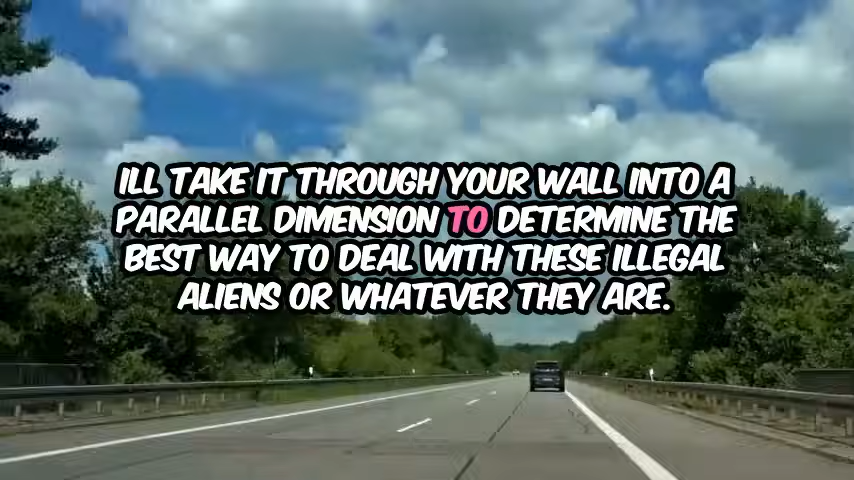 ILL TAKE IT THROUGH YOUR WALL INTO A
PARALLEL DIMENSION TO DETERMINE THE
BEST WAY TO DEAL WITH THESE ILLEGAL
ALIENS OR WHATEVER THEY ARE.